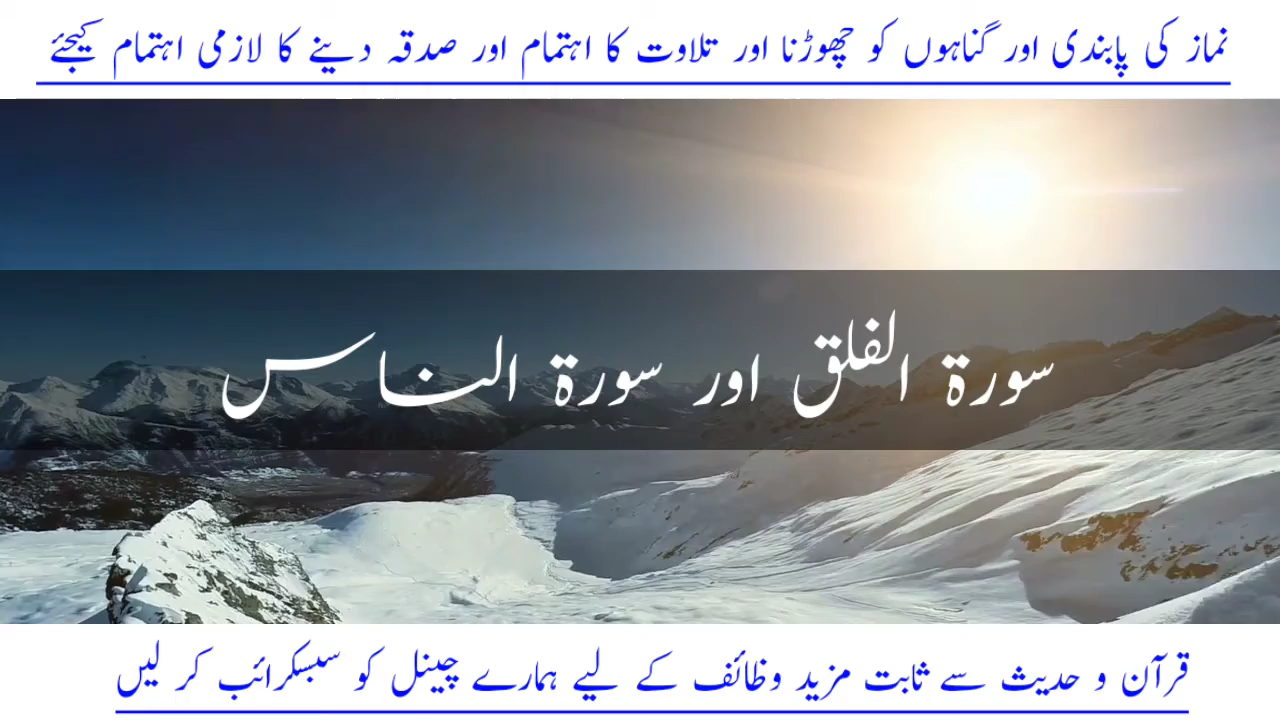 نماز کی پابندی اور گناہوں کو چھوڑنا اور تلاوت کا اہتمام اور صدقہ دینے کا لازمی اہتمام کیجئے
سورۃ الفلق اور سورۃ الناس
قرآن و حدیث سے ثابت مزید وظائف کے لیے ہمارے چینل کو سبسکرائب کر لیں